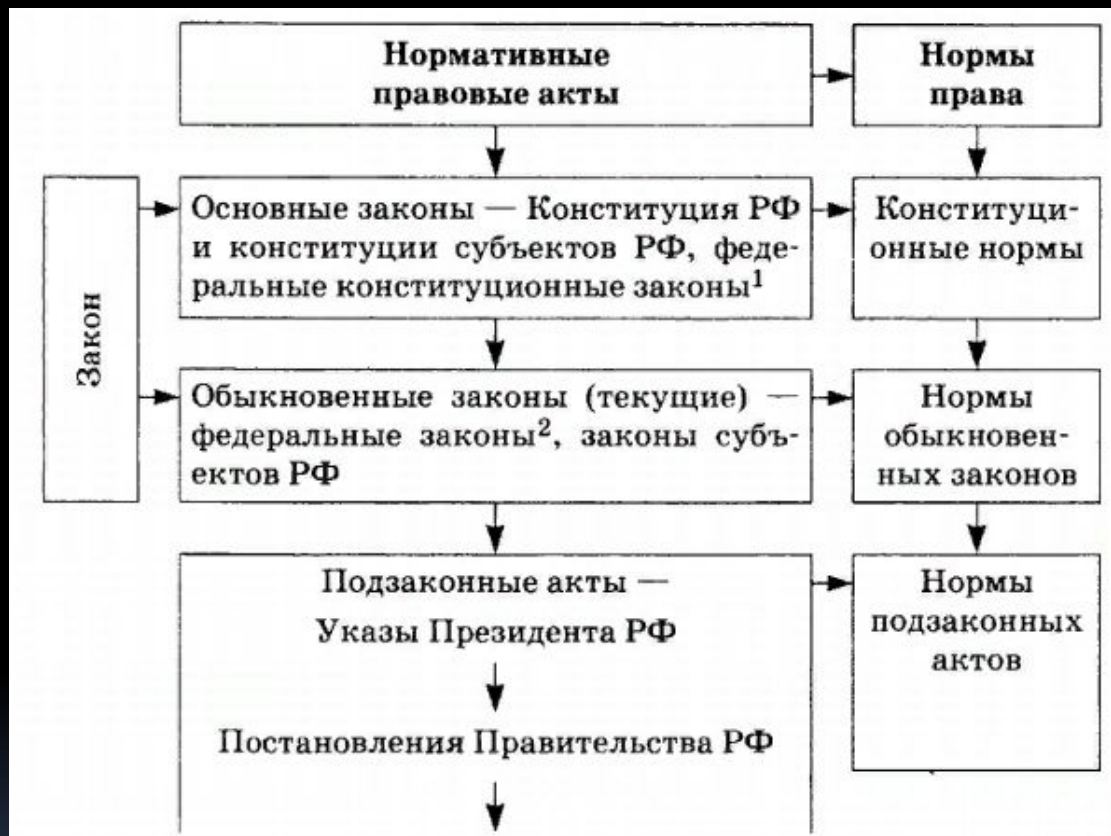 Нормативные
правовые акты
Нормы
права
Закон
Основные законы — Конституция РФ
и конституции субъектов РФ, феде-
ральные конституционные законы¹
Конституци-
онные нормы
Обыкновенные законы (текущие) —
федеральные законы², законы субъ-
ектов РФ
Нормы
обыкновен-
ных законов
Подзаконные акты —
Указы Президента РФ
Постановления Правительства РФ
Нормы
подзаконных
актов